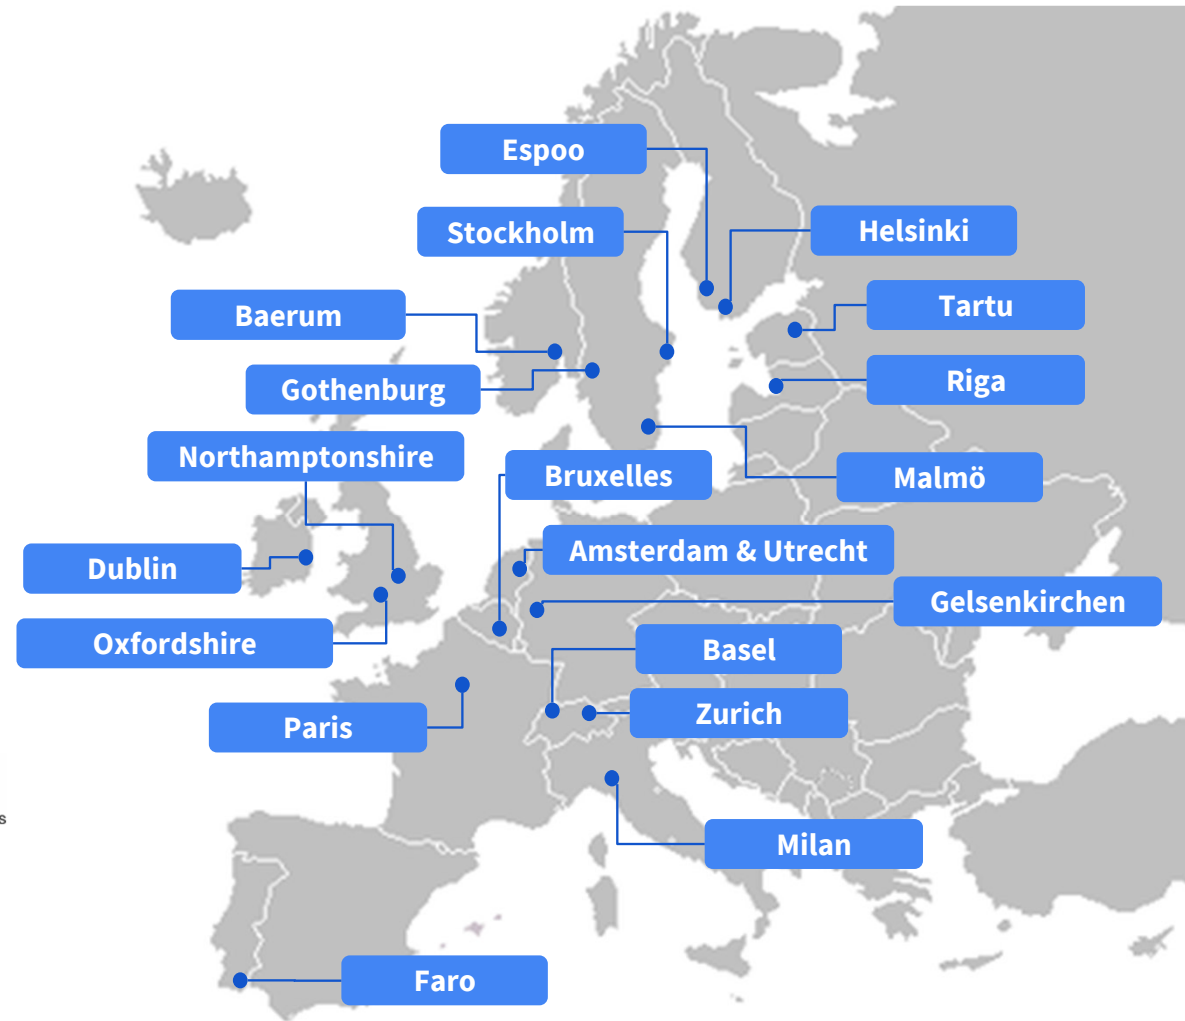 Espoo
Stockholm
Helsinki
Baerum
Tartu
Gothenburg
Riga
Northamptonshire
Bruxelles
Malmö
Dublin
Amsterdam & Utrecht
Gelsenkirchen
Oxfordshire
Basel
Paris
Zurich
s
Milan
Faro